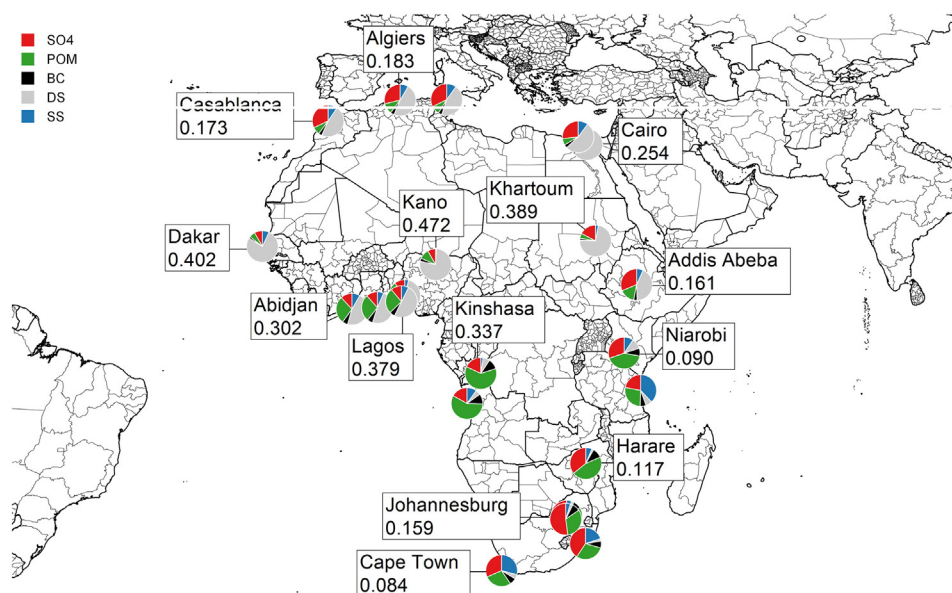 SO4
POM
BC
DS
SS
Algiers
0.183
Casablanca
0.173
Cairo
0.254
Kano
0.472
Khartoum
0.389
Dakar
0.402
Addis Abeba
0.161
Abidjan
0.302
Kinshasa
0.337
Lagos
0.379
Niarobi
0.090
Harare
0.117
Johannesburg
0.159
Cape Town
0.084